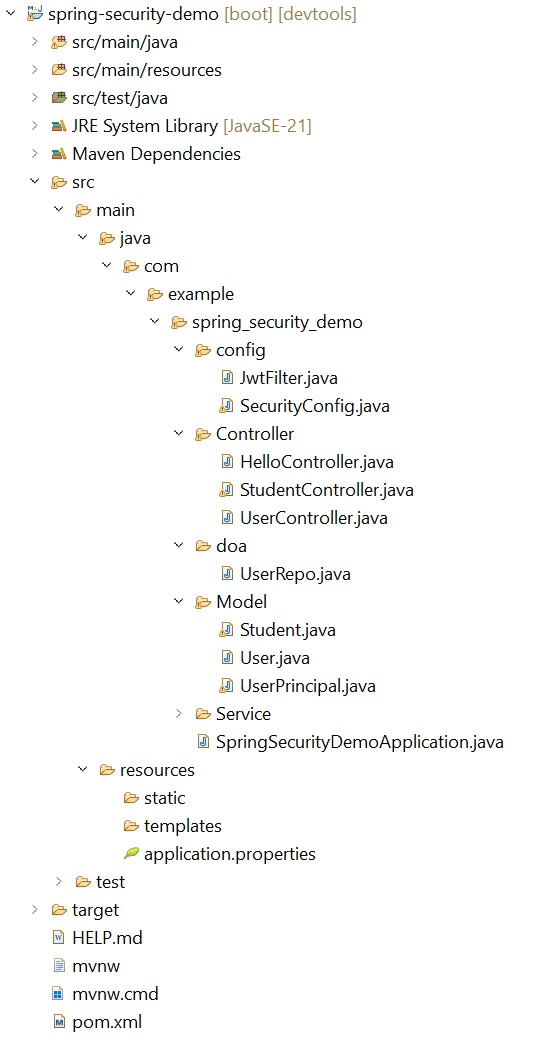 spring-security-demo [boot] [devtools]
src/main/java
src/main/resources
src/test/java
JRE System Library [JavaSE-21]
Maven Dependencies
src
main
java
com
example
spring_security_demo
config
JwtFilter.java
SecurityConfig.java
Controller
HelloController.java
StudentController.java
UserController.java
doa
UserRepo.java
Model
Student.java
User.java
UserPrincipal.java
Service
SpringSecurityDemoApplication.java
resources
static
templates
application.properties
test
target
HELP.md
mvnw
mvnw.cmd
pom.xml